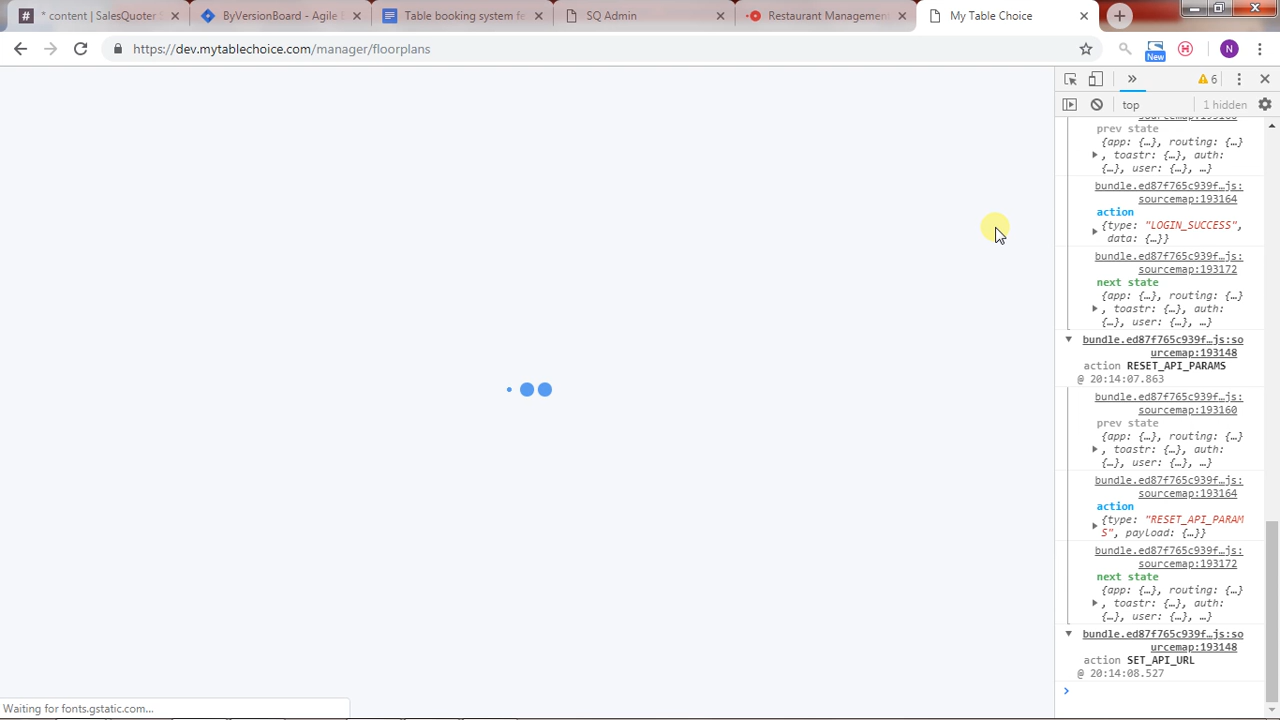 * content | SalesQuoter S
ByVersionBoard - Agile B
Table booking system fe
SQ Admin
Restaurant Management
My Table Choice
https://dev.mytablechoice.com/manager/floorplans
New
N
6
top
1 hidden
prev state
{app: {…}, routing: {…}
, toastr: {…}, auth:
{…}, user: {…}, …}
bundle.ed87f765c939f…js:
sourcemap:193164
action
{type: "LOGIN_SUCCESS",
data: {…}}
bundle.ed87f765c939f…js:
sourcemap:193172
next state
{app: {…}, routing: {…}
, toastr: {…}, auth:
{…}, user: {…}, …}
bundle.ed87f765c939f…js:so
urcemap:193148
action RESET_API_PARAMS
@ 20:14:07.863
bundle.ed87f765c939f…js:
sourcemap:193160
prev state
{app: {…}, routing: {…}
, toastr: {…}, auth:
{…}, user: {…}, …}
bundle.ed87f765c939f…js:
sourcemap:193164
action
{type: "RESET_API_PARAM
S", payload: {…}}
bundle.ed87f765c939f…js:
sourcemap:193172
next state
{app: {…}, routing: {…}
, toastr: {…}, auth:
{…}, user: {…}, …}
bundle.ed87f765c939f…js:so
urcemap:193148
action SET_API_URL
@ 20:14:08.527
Waiting for fonts.gstatic.com...